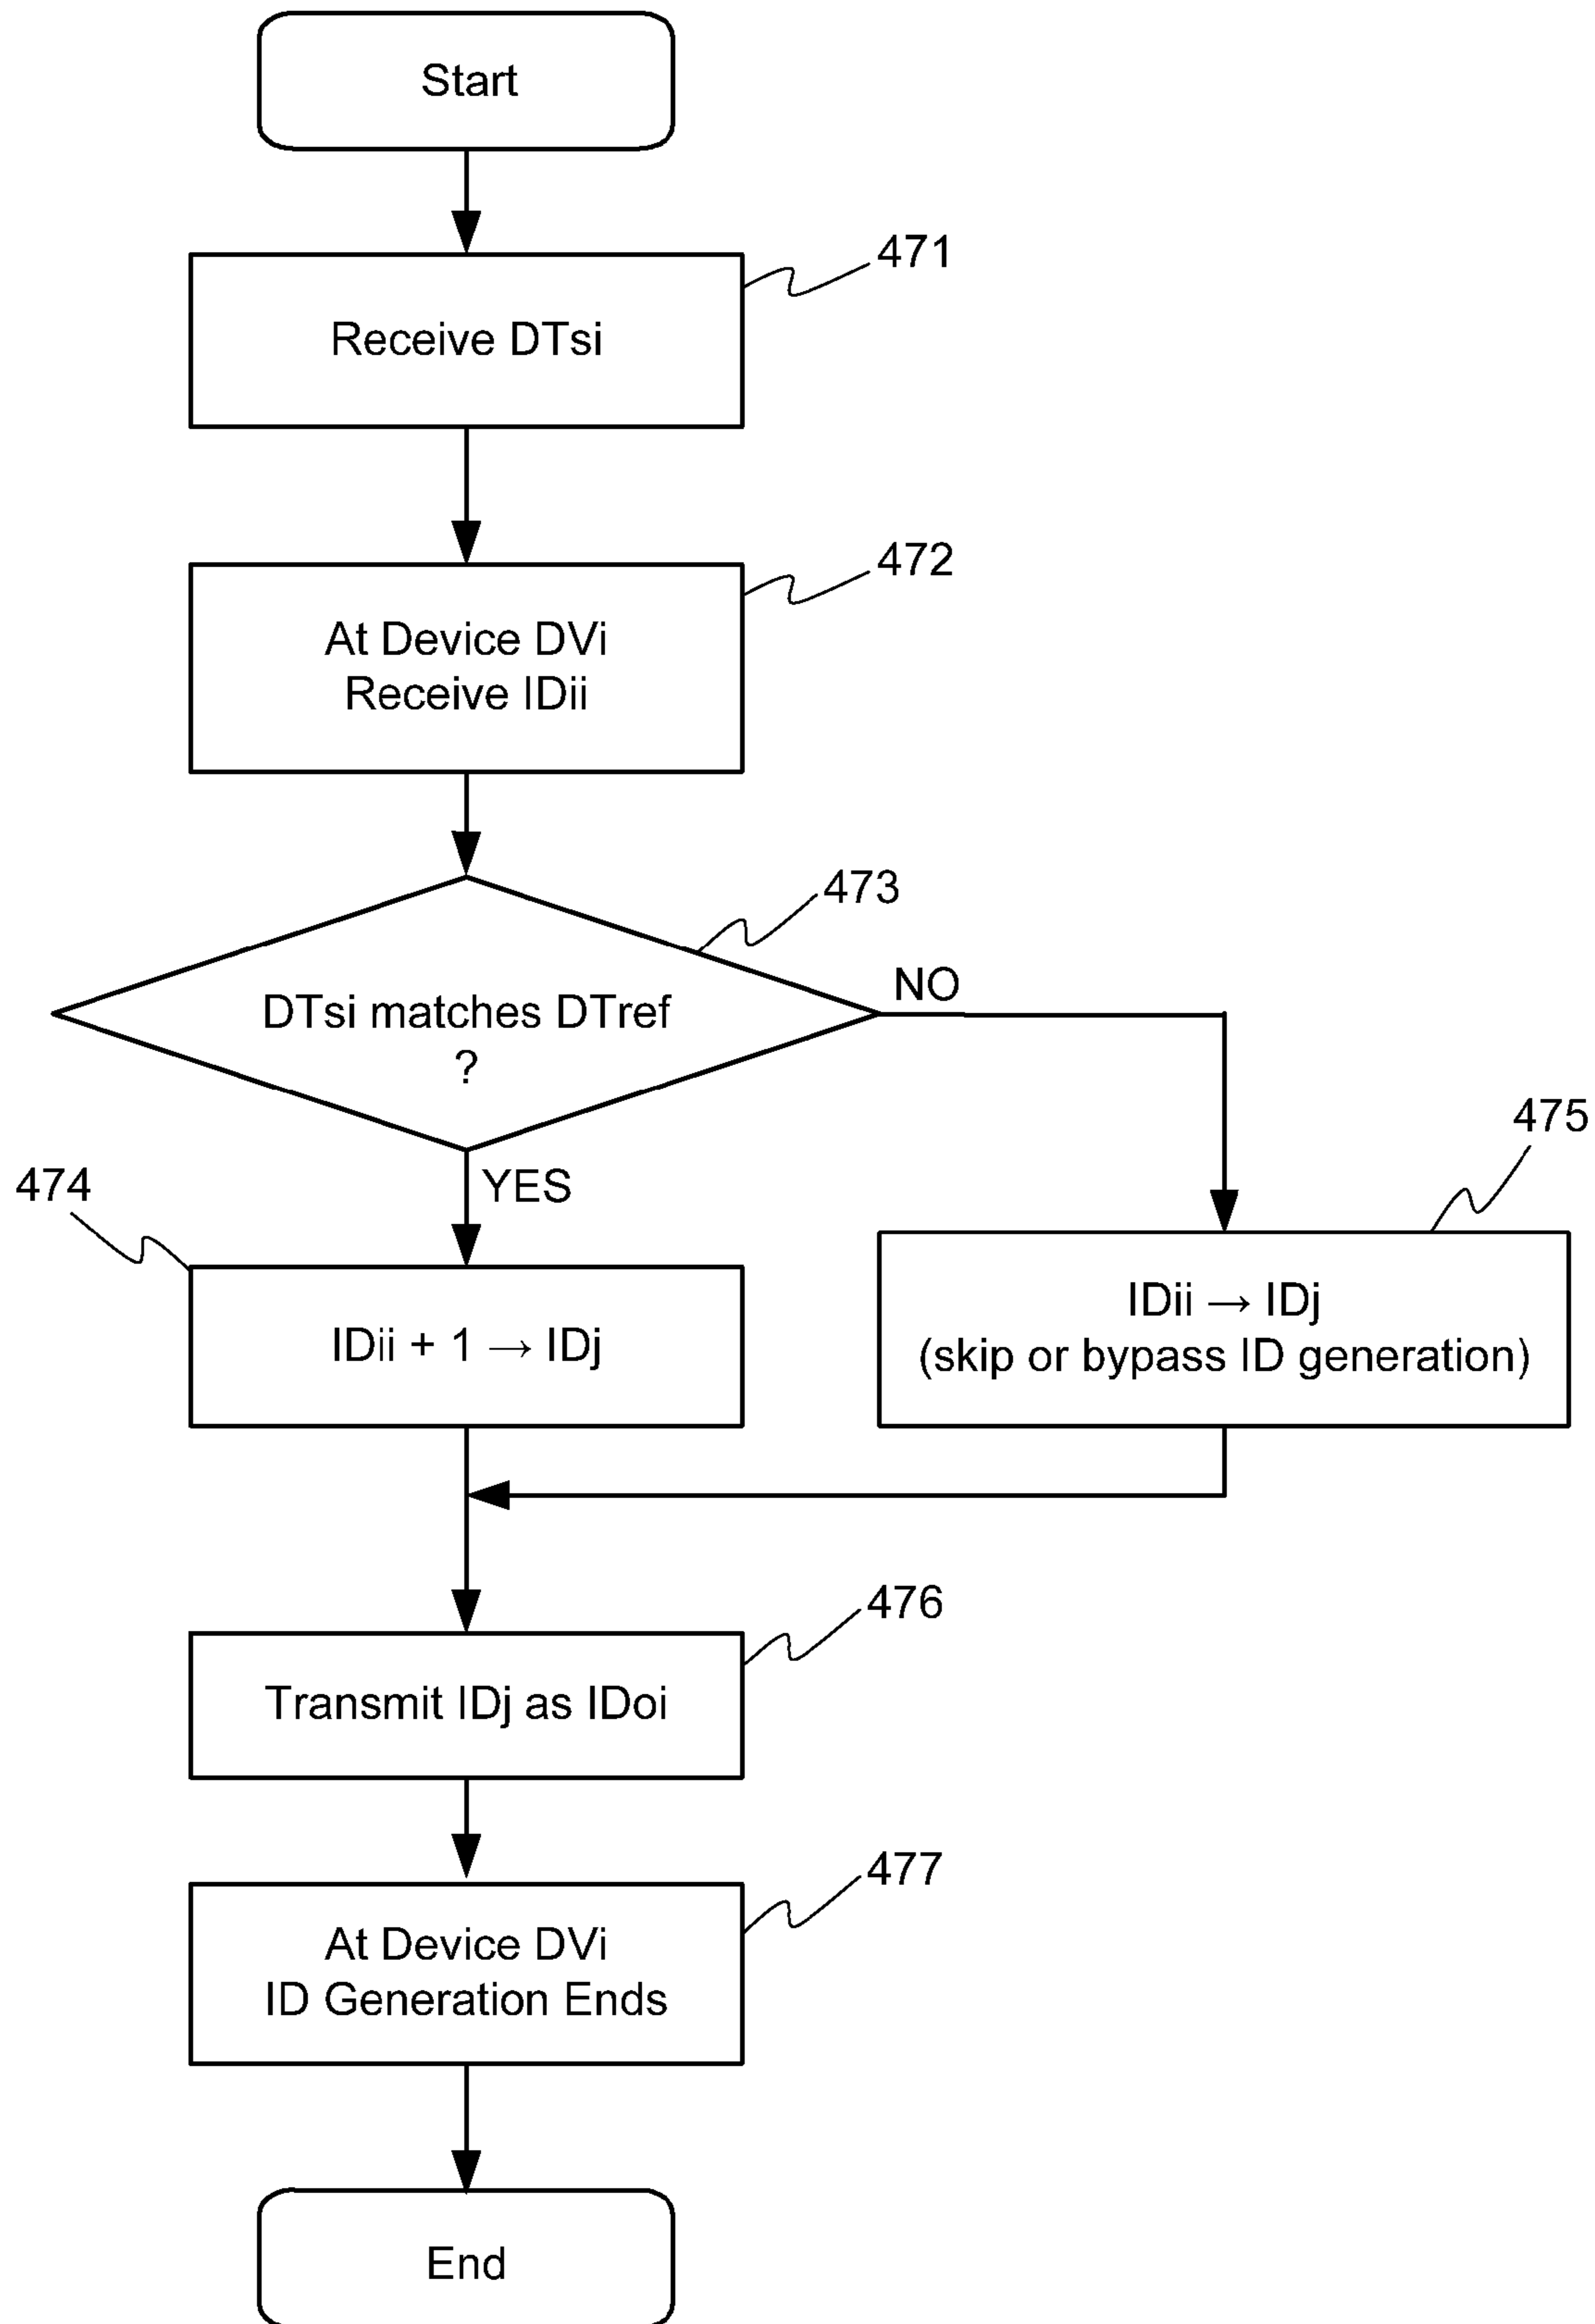 Start
471
Receive DTsi
472
At Device DVi
Receive IDii
473
DTsi matches DTref
?
NO
YES
474
IDii + 1 → IDj
475
IDii → IDj
(skip or bypass ID generation)
476
Transmit IDj as IDoi
477
At Device DVi
ID Generation Ends
End